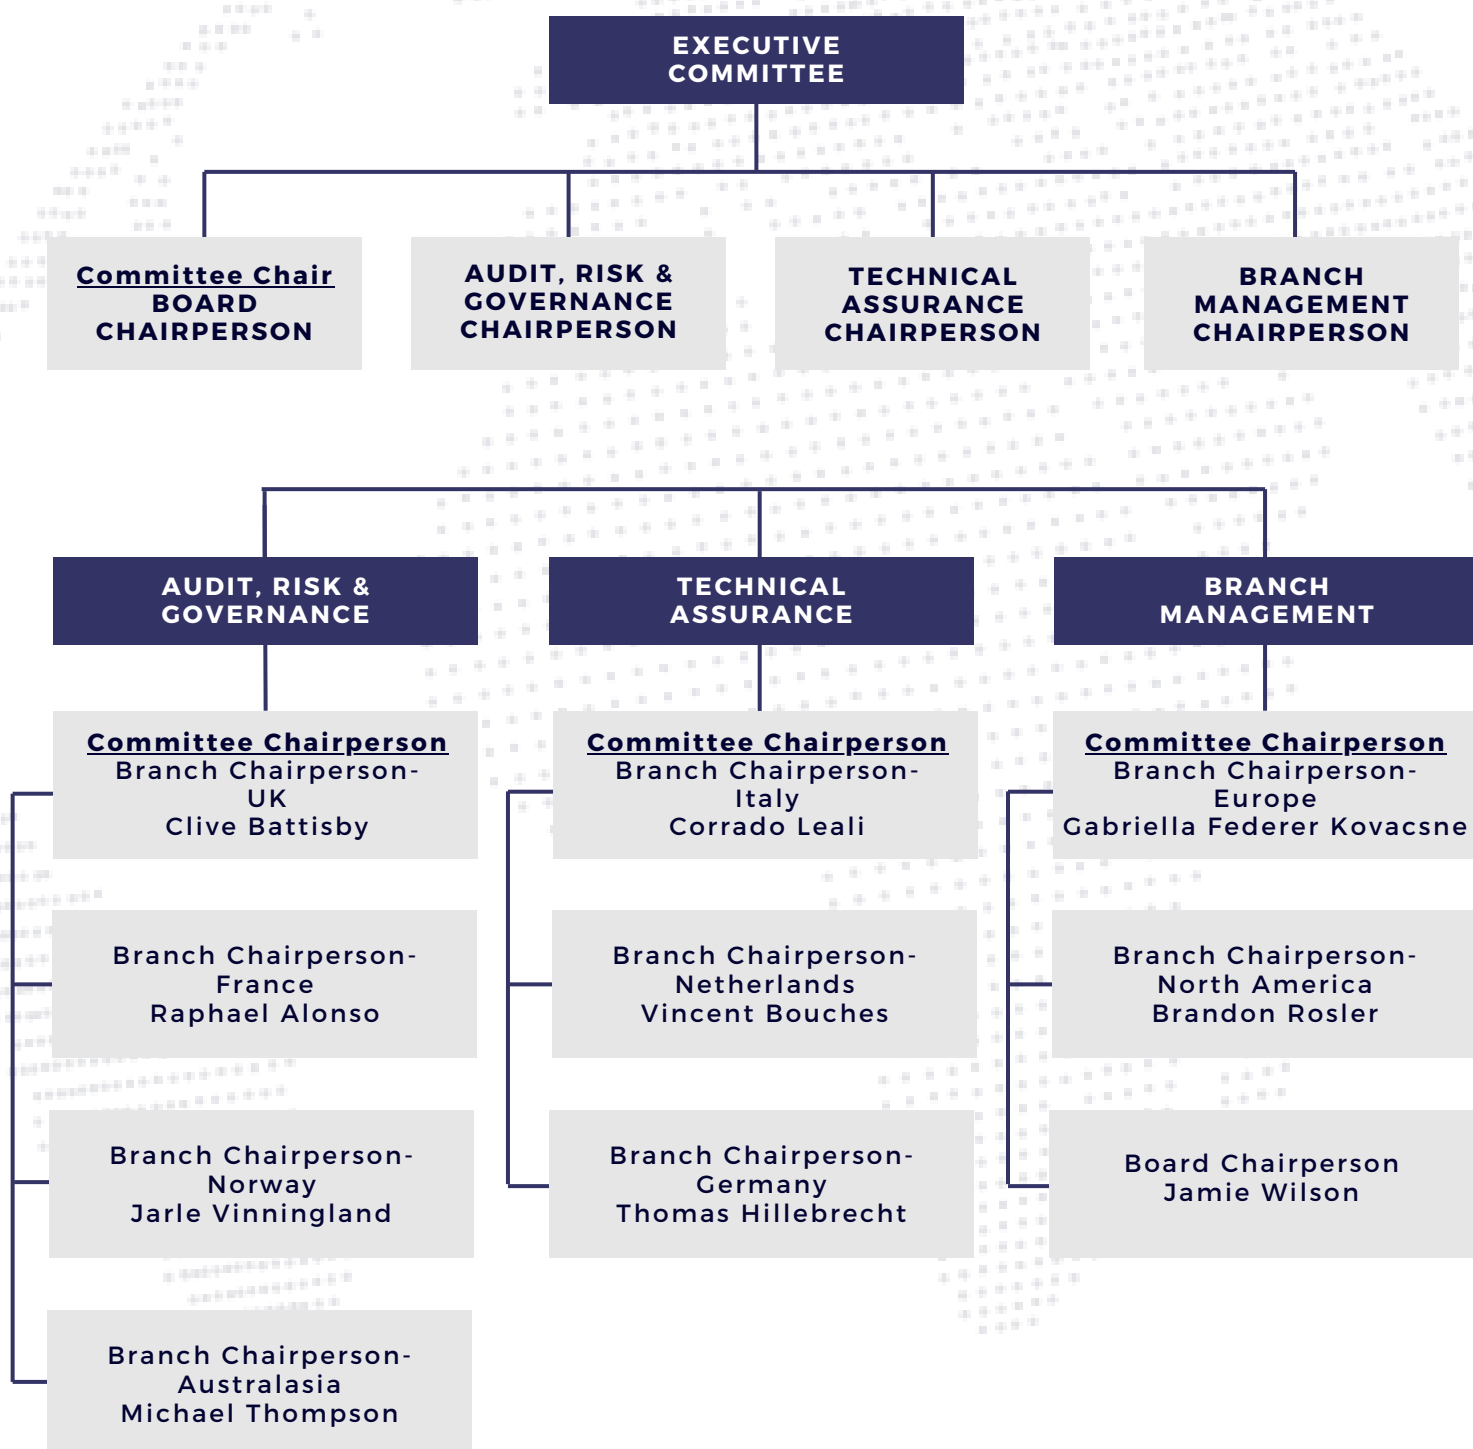 EXECUTIVE
COMMITTEE
Committee Chair
BOARD
CHAIRPERSON
AUDIT, RISK &
GOVERNANCE
CHAIRPERSON
TECHNICAL
ASSURANCE
CHAIRPERSON
BRANCH
MANAGEMENT
CHAIRPERSON
AUDIT, RISK &
GOVERNANCE
TECHNICAL
ASSURANCE
BRANCH
MANAGEMENT
Committee Chairperson
Branch Chairperson-
UK
Clive Battisby
Committee Chairperson
Branch Chairperson-
Italy
Corrado Leali
Committee Chairperson
Branch Chairperson-
Europe
Gabriella Federer Kovacsne
Branch Chairperson-
France
Raphael Alonso
Branch Chairperson-
Netherlands
Vincent Bouches
Branch Chairperson-
North America
Brandon Rosler
Branch Chairperson-
Norway
Jarle Vinningland
Branch Chairperson-
Germany
Thomas Hillebrecht
Board Chairperson
Jamie Wilson
Branch Chairperson-
Australasia
Michael Thompson